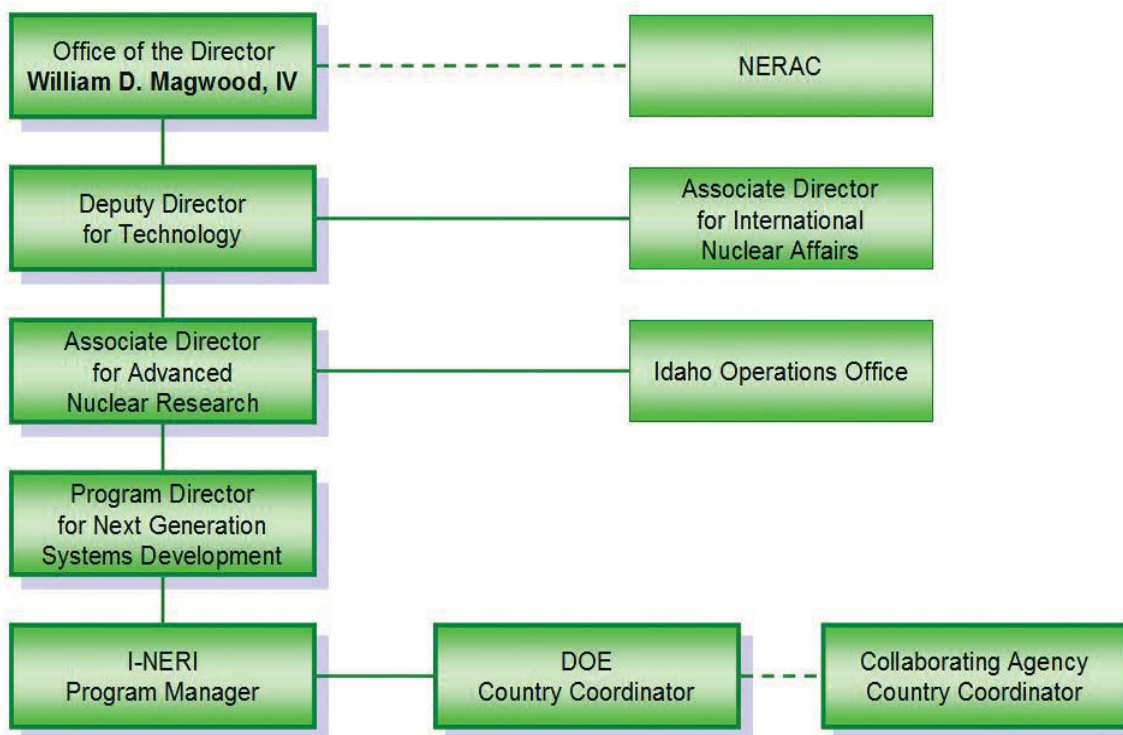 Office of the Director
William D. Magwood, IV
NERAC
Deputy Director
for Technology
Associate Director
for International
Nuclear Affairs
Associate Director
for Advanced
Nuclear Research
Idaho Operations Office
Program Director
for Next Generation
Systems Development
I-NERI
Program Manager
DOE
Country Coordinator
Collaborating Agency
Country Coordinator